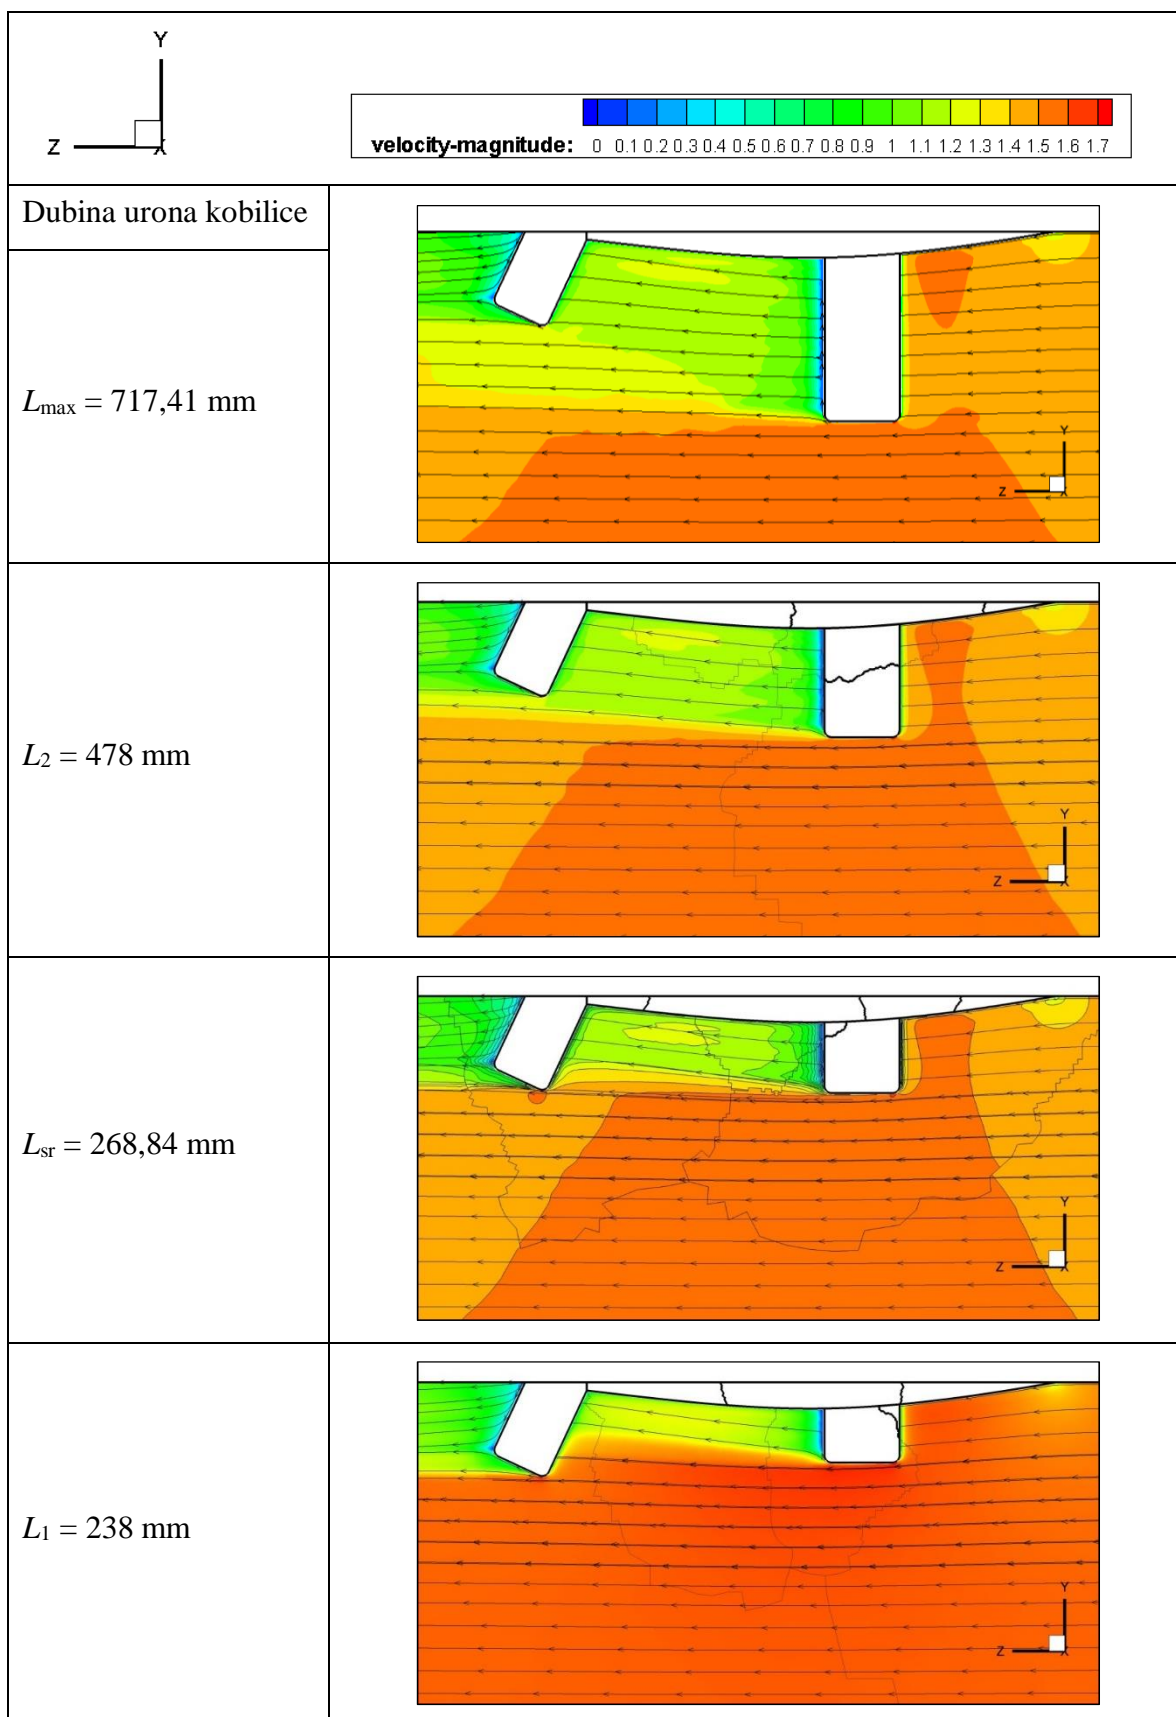 Y
Z
X
velocity-magnitude: 0 0.1 0.2 0.3 0.4 0.5 0.6 0.7 0.8 0.9 1 1.1 1.2 1.3 1.4 1.5 1.6 1.7
Dubina urona kobilice
Lmax = 717,41 mm
Y
Z
X
L2 = 478 mm
Y
Z
X
Lsr = 268,84 mm
Y
Z
X
L1 = 238 mm
Y
Z
X